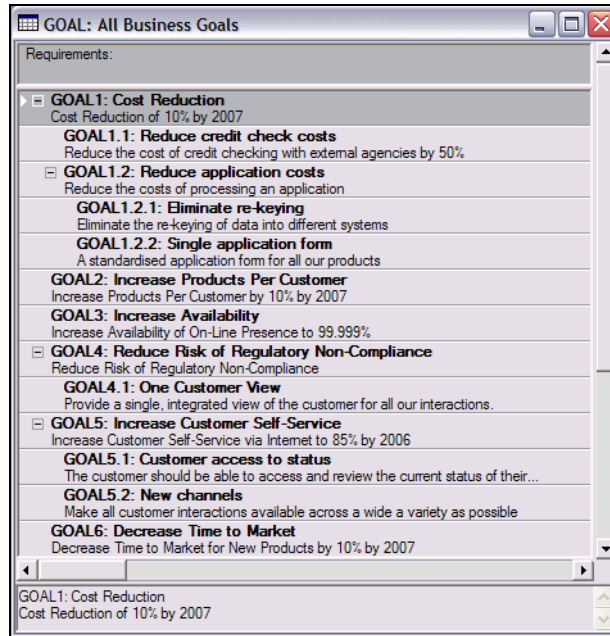 GOAL: All Business Goals
Requirements:
GOAL1: Cost Reduction
Cost Reduction of 10% by 2007
GOAL1.1: Reduce credit check costs
Reduce the cost of credit checking with external agencies by 50%
GOAL1.2: Reduce application costs
Reduce the costs of processing an application
GOAL1.2.1: Eliminate re-keying
Eliminate the re-keying of data into different systems
GOAL1.2.2: Single application form
A standardised application form for all our products
GOAL2: Increase Products Per Customer
Increase Products Per Customer by 10% by 2007
GOAL3: Increase Availability
Increase Availability of On-Line Presence to 99.999%
GOAL4: Reduce Risk of Regulatory Non-Compliance
Reduce Risk of Regulatory Non-Compliance
GOAL4.1: One Customer View
Provide a single, integrated view of the customer for all our interactions.
GOAL5: Increase Customer Self-Service
Increase Customer Self-Service via Internet to 85% by 2006
GOAL5.1: Customer access to status
The customer should be able to access and review the current status of their...
GOAL5.2: New channels
Make all customer interactions available across a wide a variety as possible
GOAL6: Decrease Time to Market
Decrease Time to Market for New Products by 10% by 2007
GOAL1: Cost Reduction
Cost Reduction of 10% by 2007